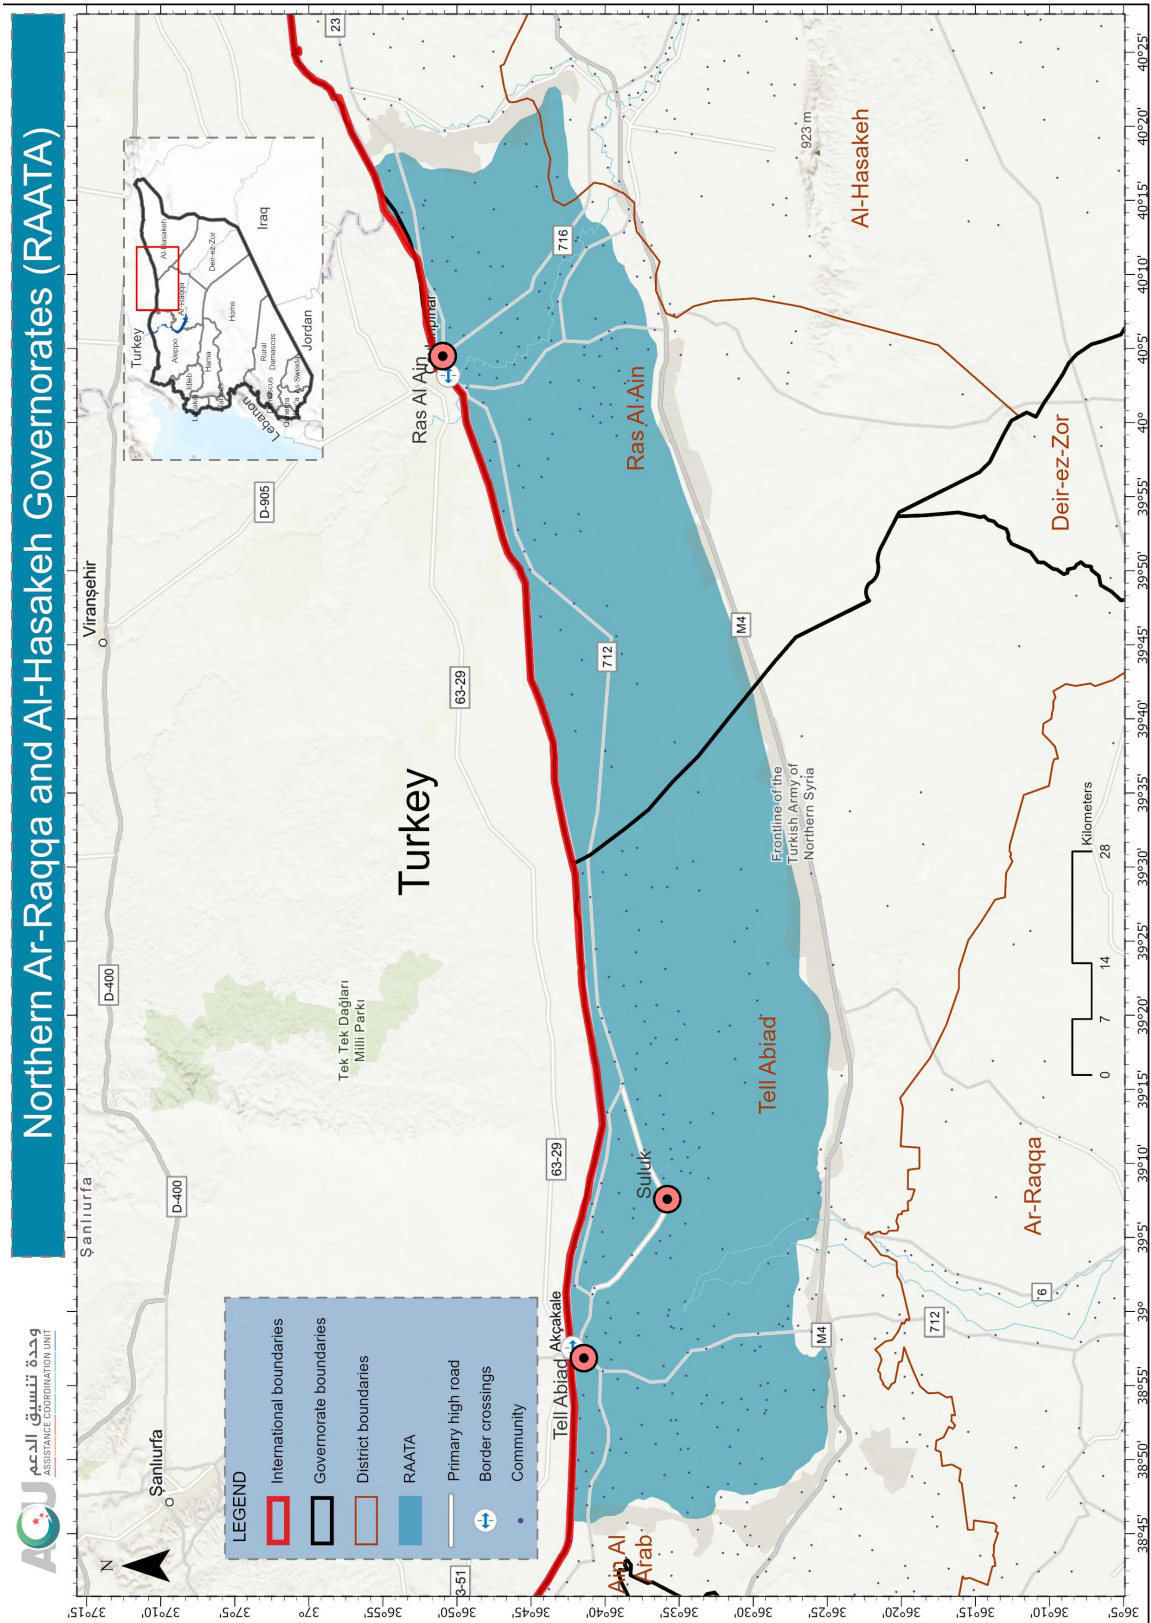 Northern Ar-Raqqa and Al-Hasakeh Governorates (RAATA)
ACU
وحدة تنسيق الدعم
ASSISTANCE COORDINATION UNIT
N
Şanlıurfa
Şanlıurfa
D-400
D-400
Viranşehir
D-905
23
Turkey
Tek Tek Dağları
Milli Parkı
63-29
63-29
3-51
Turkey
Al-Hasakeh
Ar-Raqqa
Aleppo
Deir-ez-Zor
Idleb
Hama
Homs
Rural
Damascus
Lebanon
Jordan
Iraq
LEGEND
International boundaries
Governorate boundaries
District boundaries
RAATA
Primary high road
Border crossings
Community
Akçakale
Tell Abiad
Suluk
Ras Al Ain
712
716
Tell Abiad
Ras Al Ain
Ain Al
Arab
Frontline of the
Turkish Army of
Northern Syria
M4
M4
712
6
Ar-Raqqa
Deir-ez-Zor
Al-Hasakeh
923 m
0 7 14 28
Kilometers
38°45' 38°50' 38°55' 39° 39°5' 39°10' 39°15' 39°20' 39°25' 39°30' 39°35' 39°40' 39°45' 39°50' 39°55' 40° 40°5' 40°10' 40°15' 40°20' 40°25'
37°15'
37°10'
37°5'
37°
36°55'
36°50'
36°45'
36°40'
36°35'
36°30'
36°25'
36°20'
36°15'
36°10'
36°5'